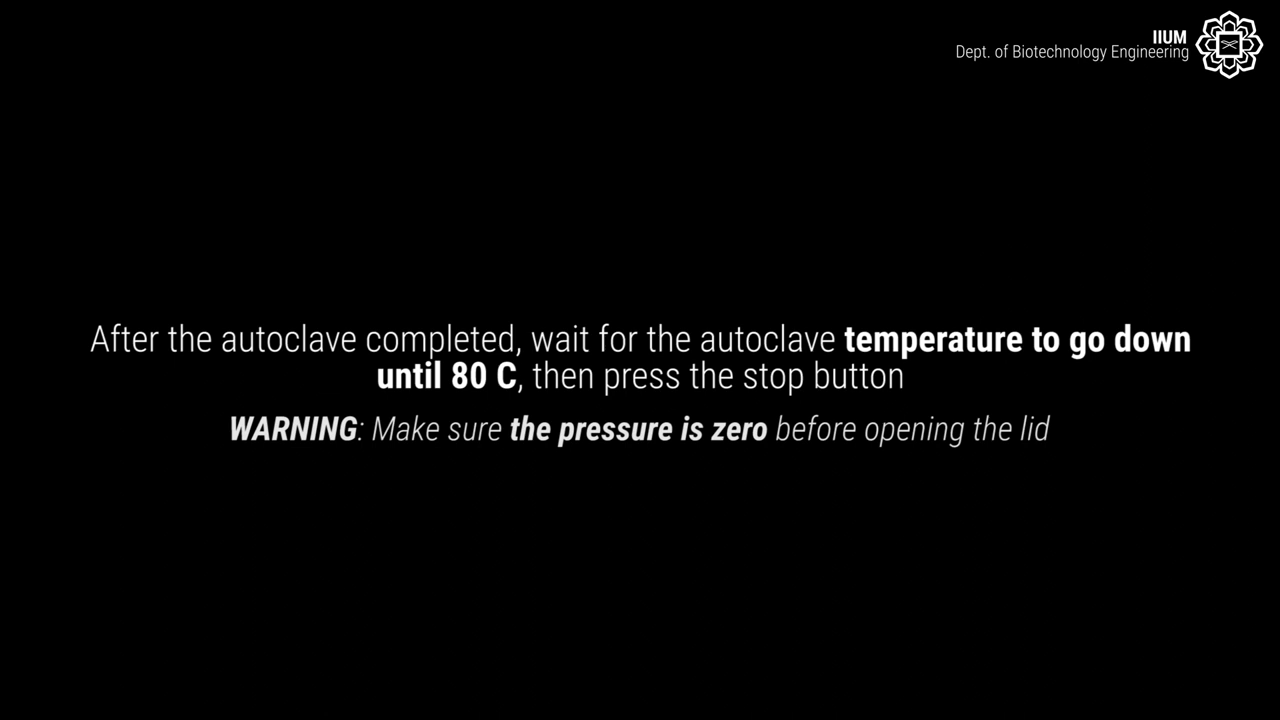 IIUM
Dept. of Biotechnology Engineering
After the autoclave completed, wait for the autoclave temperature to go down
until 80 C, then press the stop button
WARNING: Make sure the pressure is zero before opening the lid